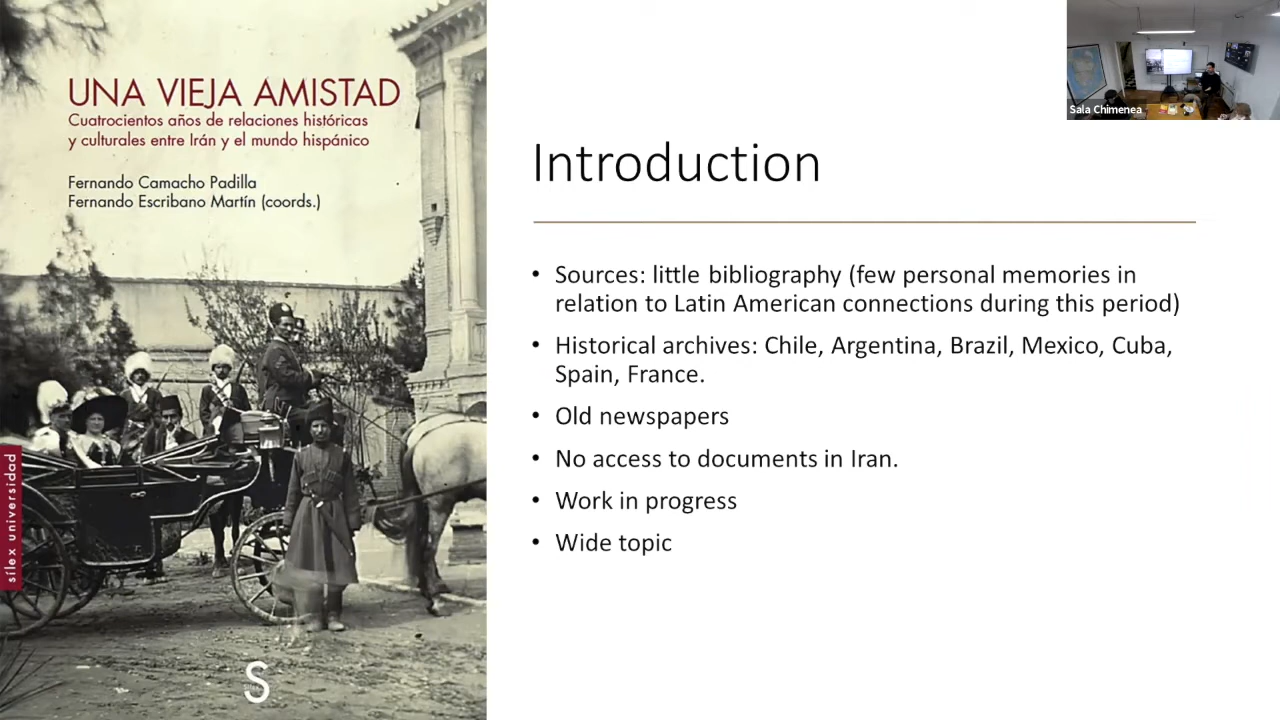 UNA VIEJA AMISTAD
Cuatrocientos años de relaciones históricas
y culturales entre Irán y el mundo hispánico
Fernando Camacho Padilla
Fernando Escribano Martín (coords.)
sílex universidad
S
Sala Chimenea
Introduction
• Sources: little bibliography (few personal memories in
relation to Latin American connections during this period)
• Historical archives: Chile, Argentina, Brazil, Mexico, Cuba,
Spain, France.
• Old newspapers
• No access to documents in Iran.
• Work in progress
• Wide topic